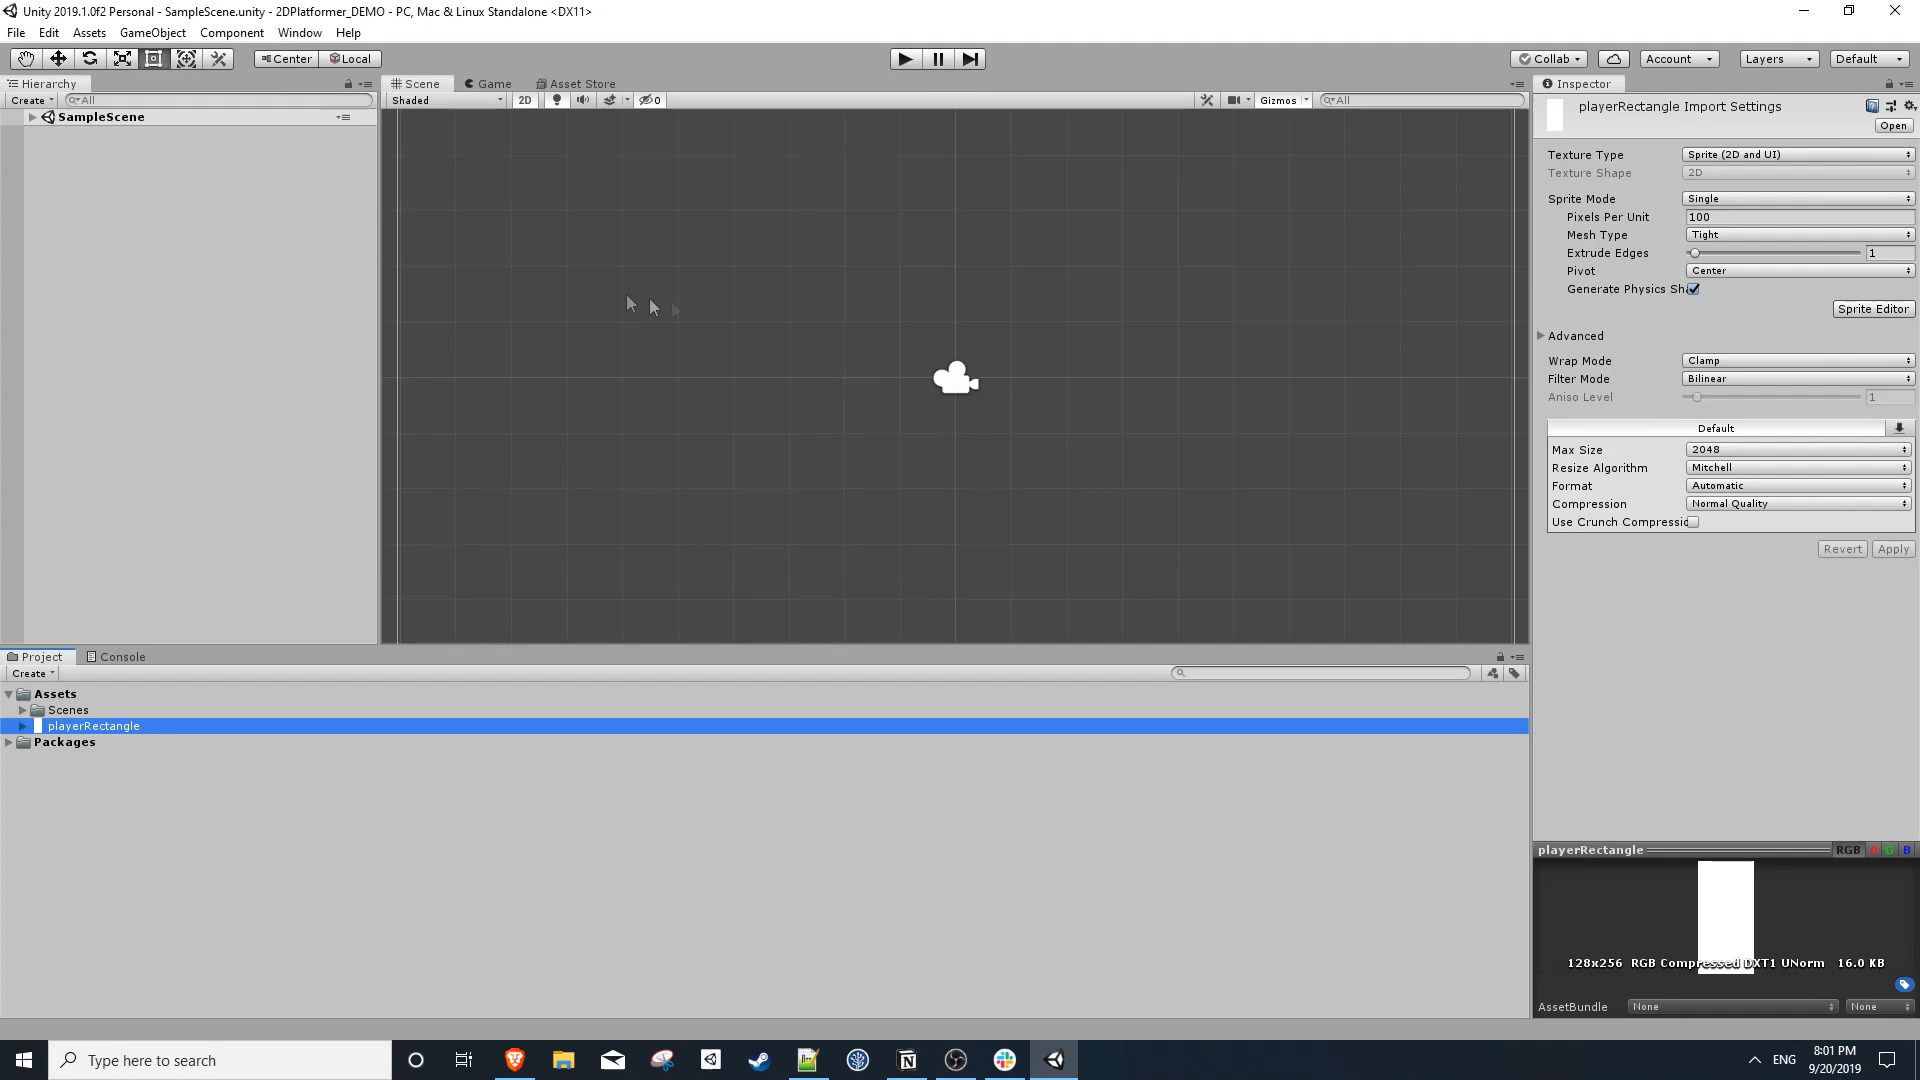 Unity 2019.1.0f2 Personal - SampleScene.unity - 2DPlatformer_DEMO - PC, Mac & Linux Standalone <DX11>
File Edit Assets GameObject Component Window Help
Center Local
Collab Account Layers Default
Hierarchy
Create All
SampleScene
Scene Game Asset Store
Shaded 2D 0 Gizmos All
Inspector
playerRectangle Import Settings
Open
Texture Type Sprite (2D and UI)
Texture Shape 2D
Sprite Mode Single
Pixels Per Unit 100
Mesh Type Tight
Extrude Edges 1
Pivot Center
Generate Physics Sh
Sprite Editor
Advanced
Wrap Mode Clamp
Filter Mode Bilinear
Aniso Level 1
Default
Max Size 2048
Resize Algorithm Mitchell
Format Automatic
Compression Normal Quality
Use Crunch Compressio
Revert Apply
Project Console
Create
Assets
Scenes
playerRectangle
Packages
playerRectangle RGB R G B
128x256 RGB Compressed DXT1 UNorm 16.0 KB
AssetBundle None None
Type here to search
ENG
8:01 PM
9/20/2019